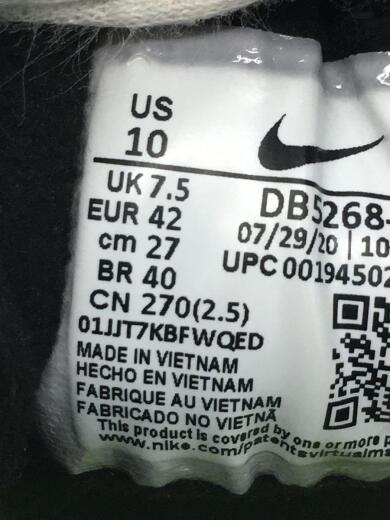 US
10
UK 7.5
EUR 42
cm 27
BR 40
CN 270(2.5)
01JJT7KBFWQED
DB5268-
07/29/20 | 10
UPC 00194502
MADE IN VIETNAM
HECHO EN VIETNAM
FABRIQUE AU VIETNAM
FABRICADO NO VIETNÃ
This product is covered by one or more p
www.nike.com/patentsvirtualma